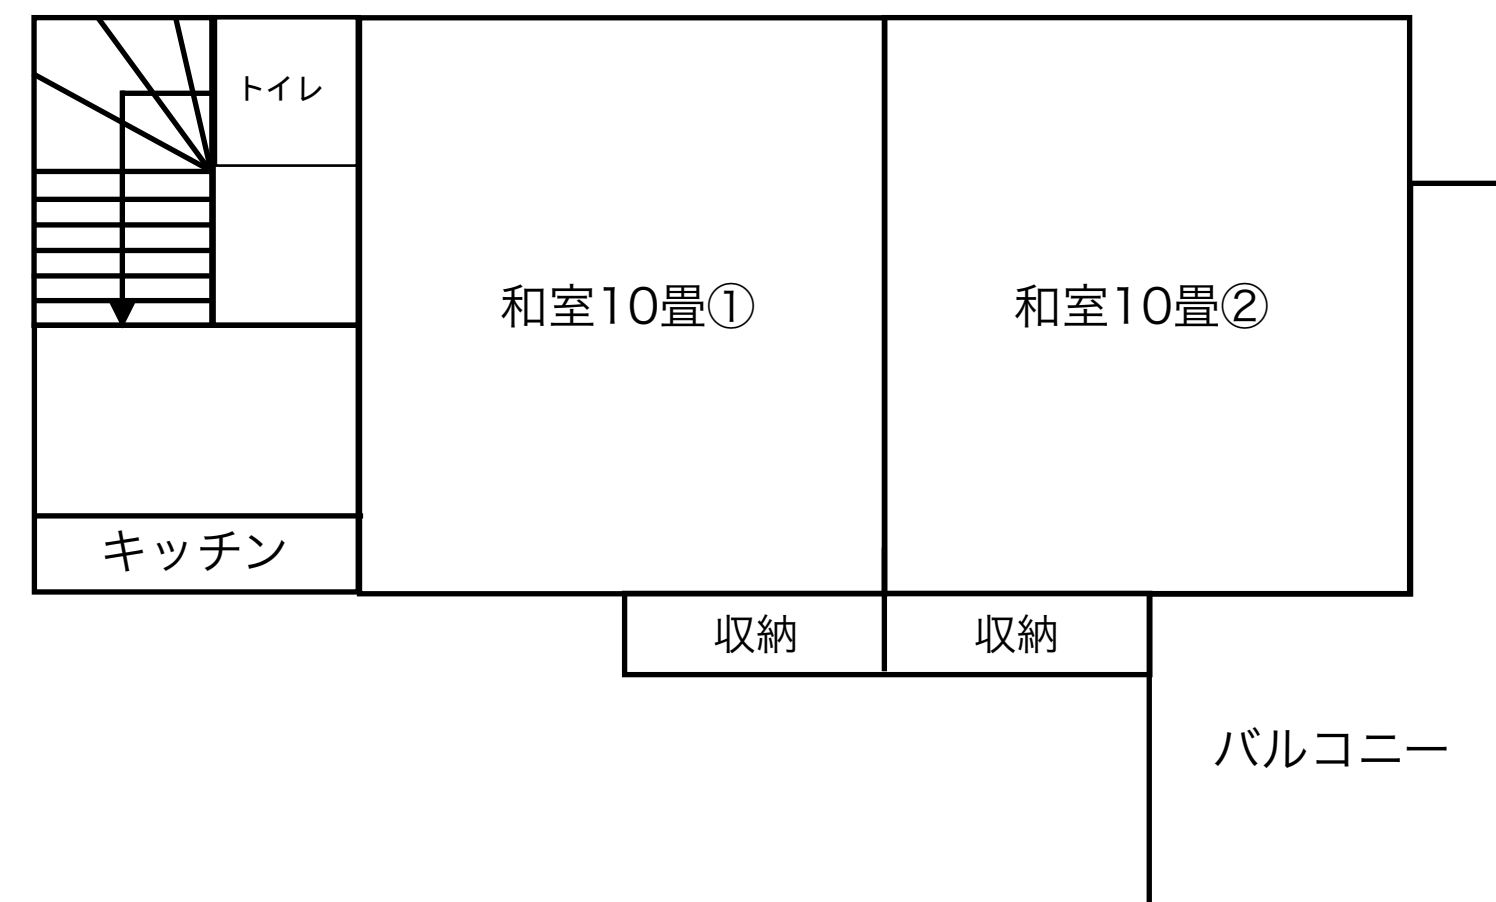 トイレ
和室10畳①
和室10畳②
キッチン
収納
収納
バルコニー